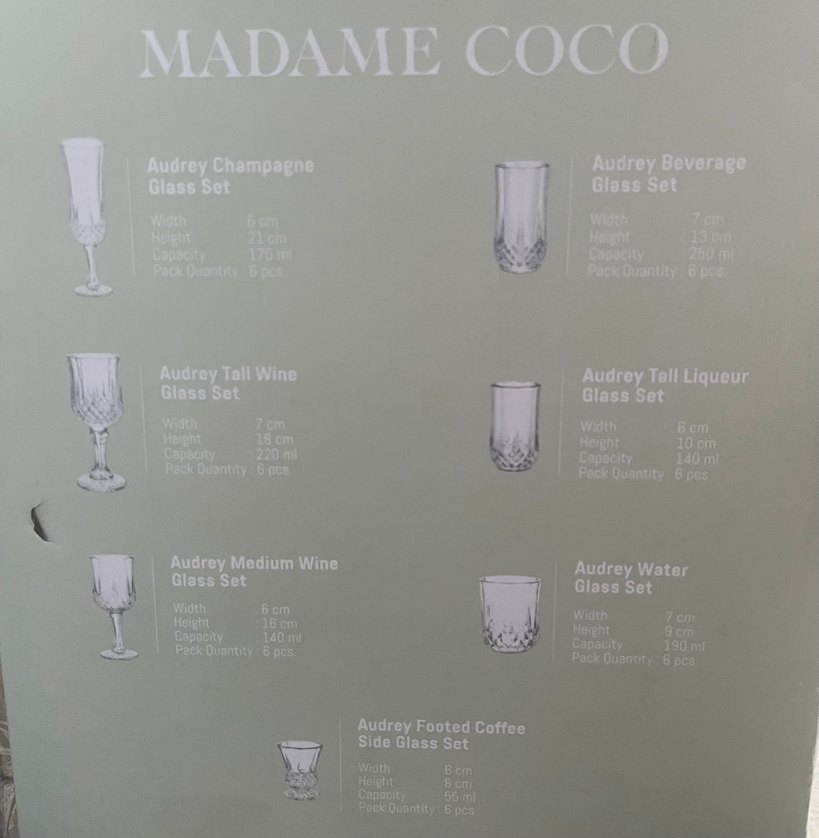 MADAME COCO
Audrey Champagne
Glass Set
Width : 6 cm
Height : 21 cm
Capacity : 170 ml
Pack Quantity : 6 pcs.
Audrey Beverage
Glass Set
Width : 7 cm
Height : 13 cm
Capacity : 250 ml
Pack Quantity : 6 pcs.
Audrey Tall Wine
Glass Set
Width : 7 cm
Height : 18 cm
Capacity : 220 ml
Pack Quantity : 6 pcs.
Audrey Tall Liqueur
Glass Set
Width : 6 cm
Height : 10 cm
Capacity : 140 ml
Pack Quantity : 6 pcs
Audrey Medium Wine
Glass Set
Width : 6 cm
Height : 16 cm
Capacity : 140 ml
Pack Quantity : 6 pcs.
Audrey Water
Glass Set
Width : 7 cm
Height : 9 cm
Capacity : 190 ml
Pack Quantity : 6 pcs.
Audrey Footed Coffee
Side Glass Set
Width : 6 cm
Height : 8 cm
Capacity : 55 ml
Pack Quantity : 6 pcs.